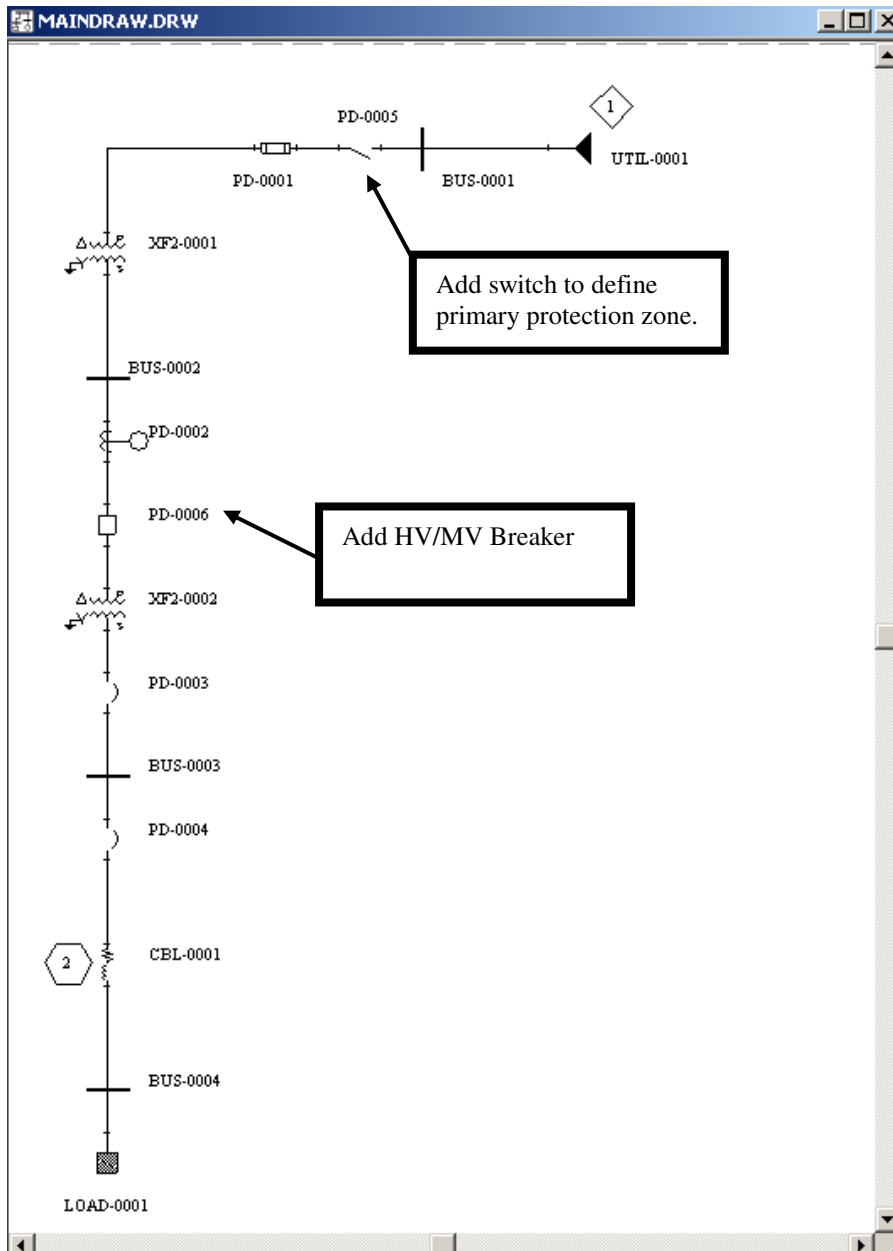 MAINDRAW.DRW
1
PD-0005
UTIL-0001
PD-0001
BUS-0001
XF2-0001
Add switch to define
primary protection zone.
BUS-0002
PD-0002
PD-0006
Add HV/MV Breaker
XF2-0002
PD-0003
BUS-0003
PD-0004
2
CBL-0001
BUS-0004
LOAD-0001